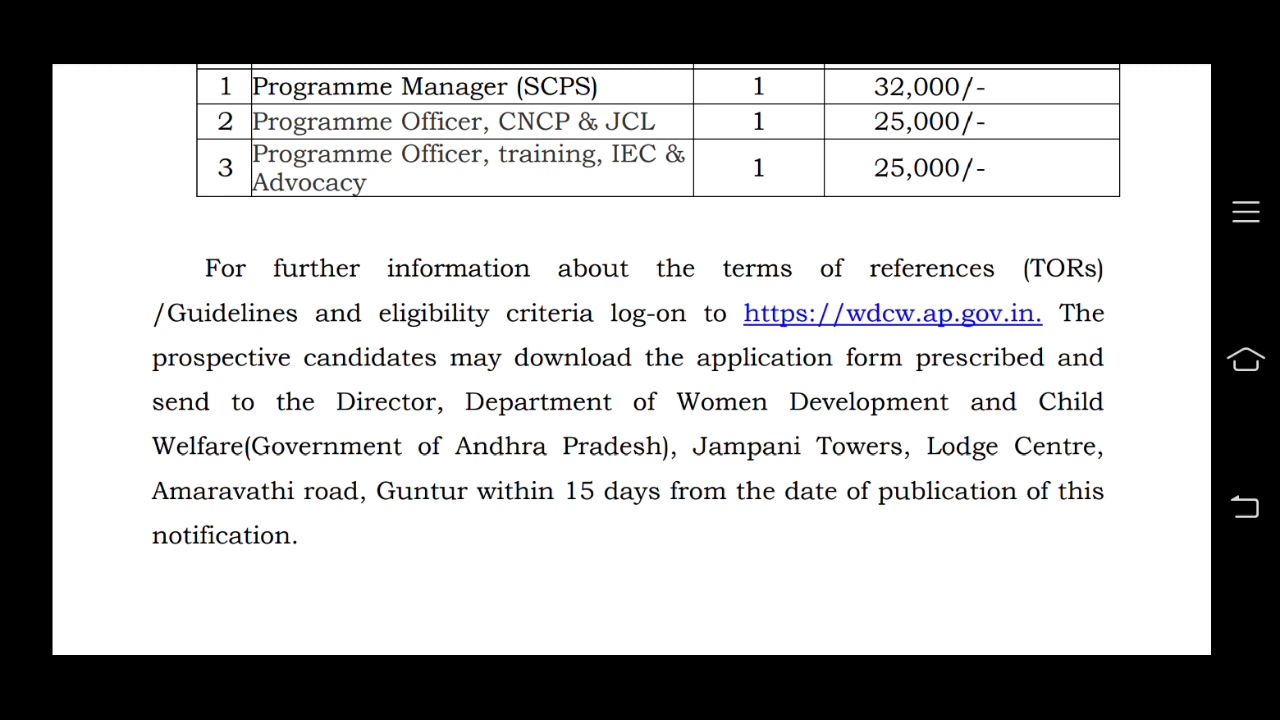 1 Programme Manager (SCPS) 1 32,000/-
2 Programme Officer, CNCP & JCL 1 25,000/-
3 Programme Officer, training, IEC & Advocacy 1 25,000/-
For further information about the terms of references (TORs)
/Guidelines and eligibility criteria log-on to https://wdcw.ap.gov.in. The
prospective candidates may download the application form prescribed and
send to the Director, Department of Women Development and Child
Welfare(Government of Andhra Pradesh), Jampani Towers, Lodge Centre,
Amaravathi road, Guntur within 15 days from the date of publication of this
notification.